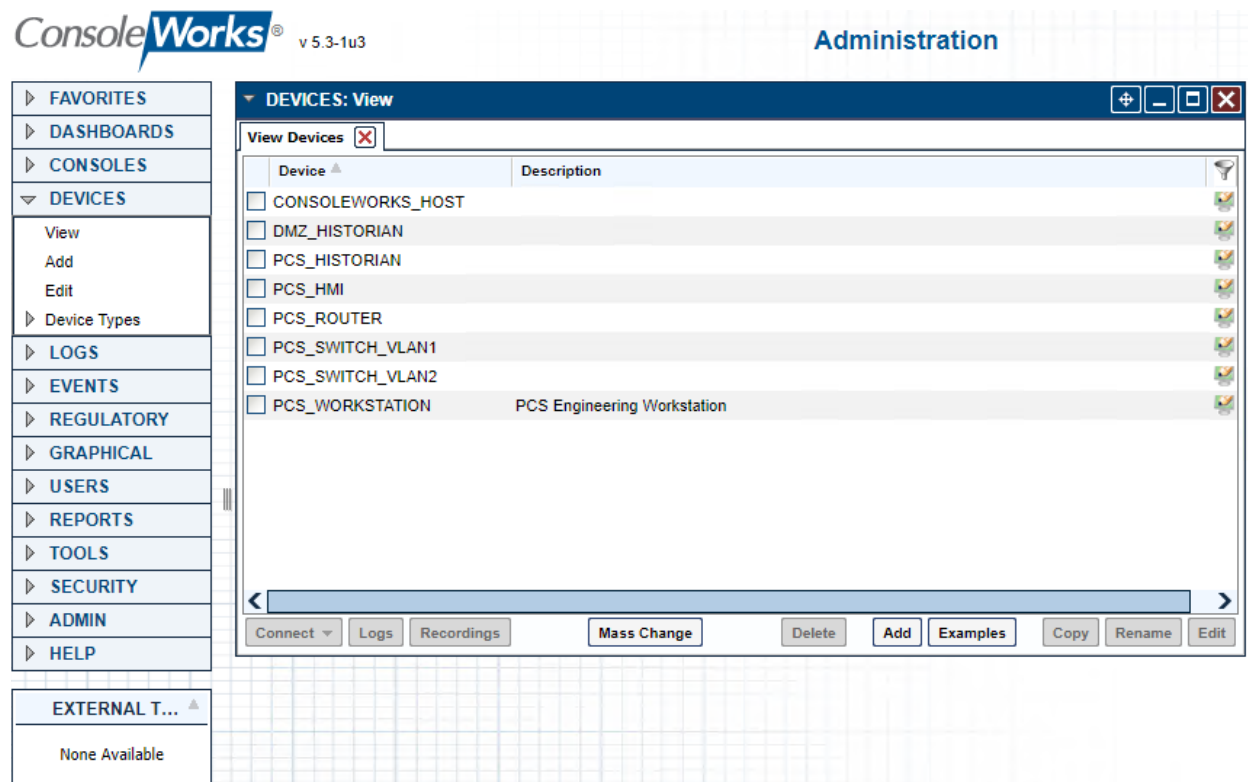 ConsoleWorks® v 5.3-1u3
Administration
FAVORITES
DASHBOARDS
CONSOLES
DEVICES
View
Add
Edit
Device Types
LOGS
EVENTS
REGULATORY
GRAPHICAL
USERS
REPORTS
TOOLS
SECURITY
ADMIN
HELP
EXTERNAL T...
None Available
DEVICES: View
View Devices
Device Description
CONSOLEWORKS_HOST
DMZ_HISTORIAN
PCS_HISTORIAN
PCS_HMI
PCS_ROUTER
PCS_SWITCH_VLAN1
PCS_SWITCH_VLAN2
PCS_WORKSTATION PCS Engineering Workstation
Connect Logs Recordings Mass Change Delete Add Examples Copy Rename Edit